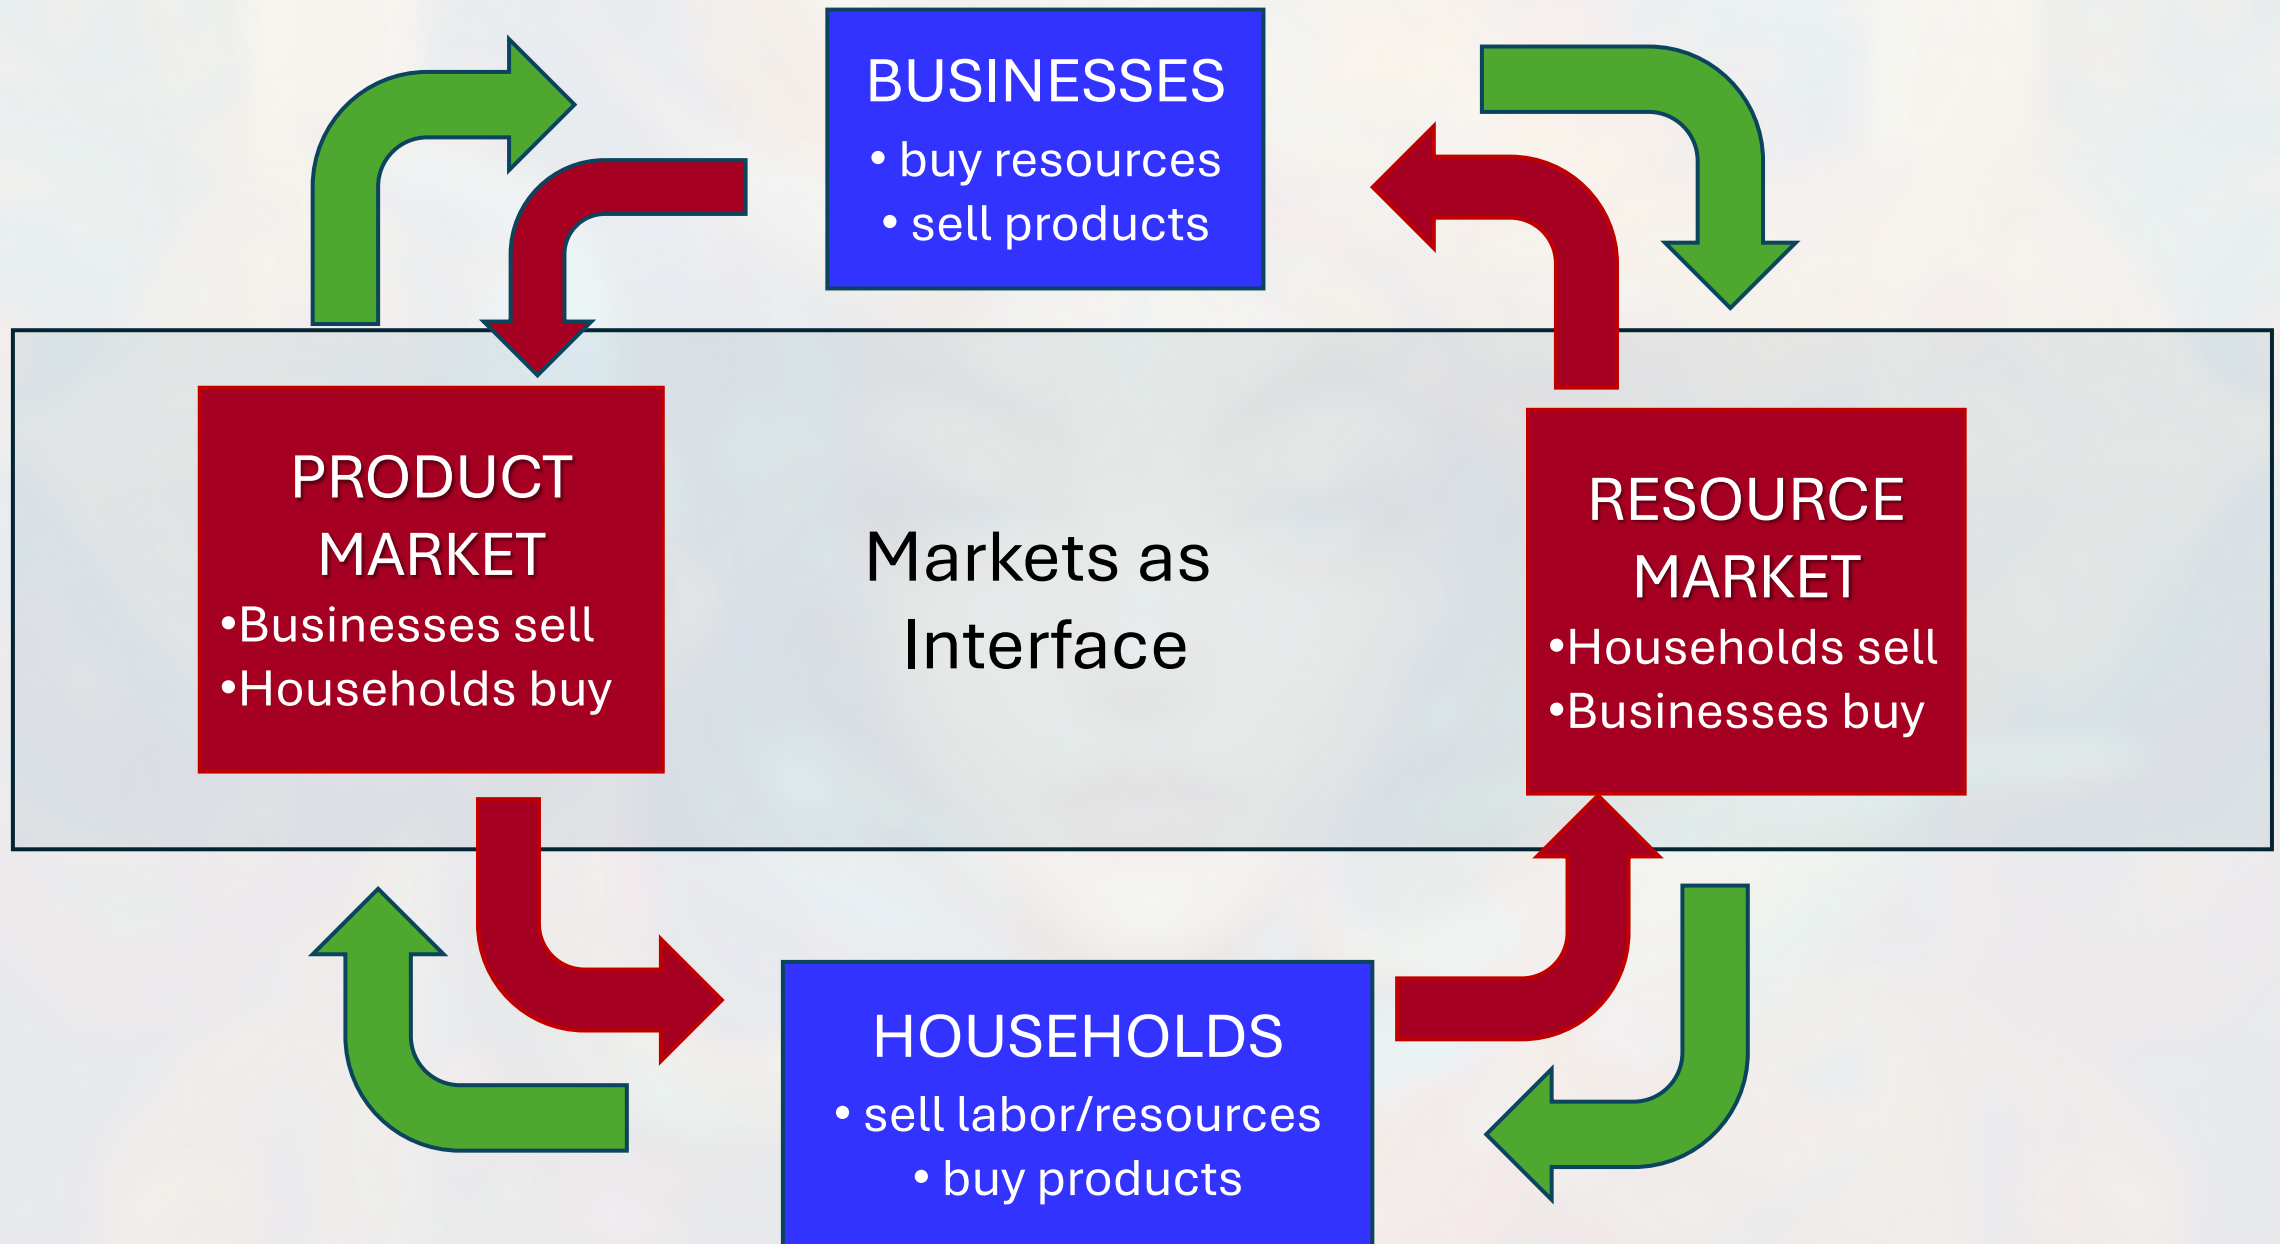 BUSINESSES
• buy resources
• sell products
PRODUCT
MARKET
•Businesses sell
•Households buy
Markets as
Interface
RESOURCE
MARKET
•Households sell
•Businesses buy
HOUSEHOLDS
• sell labor/resources
• buy products